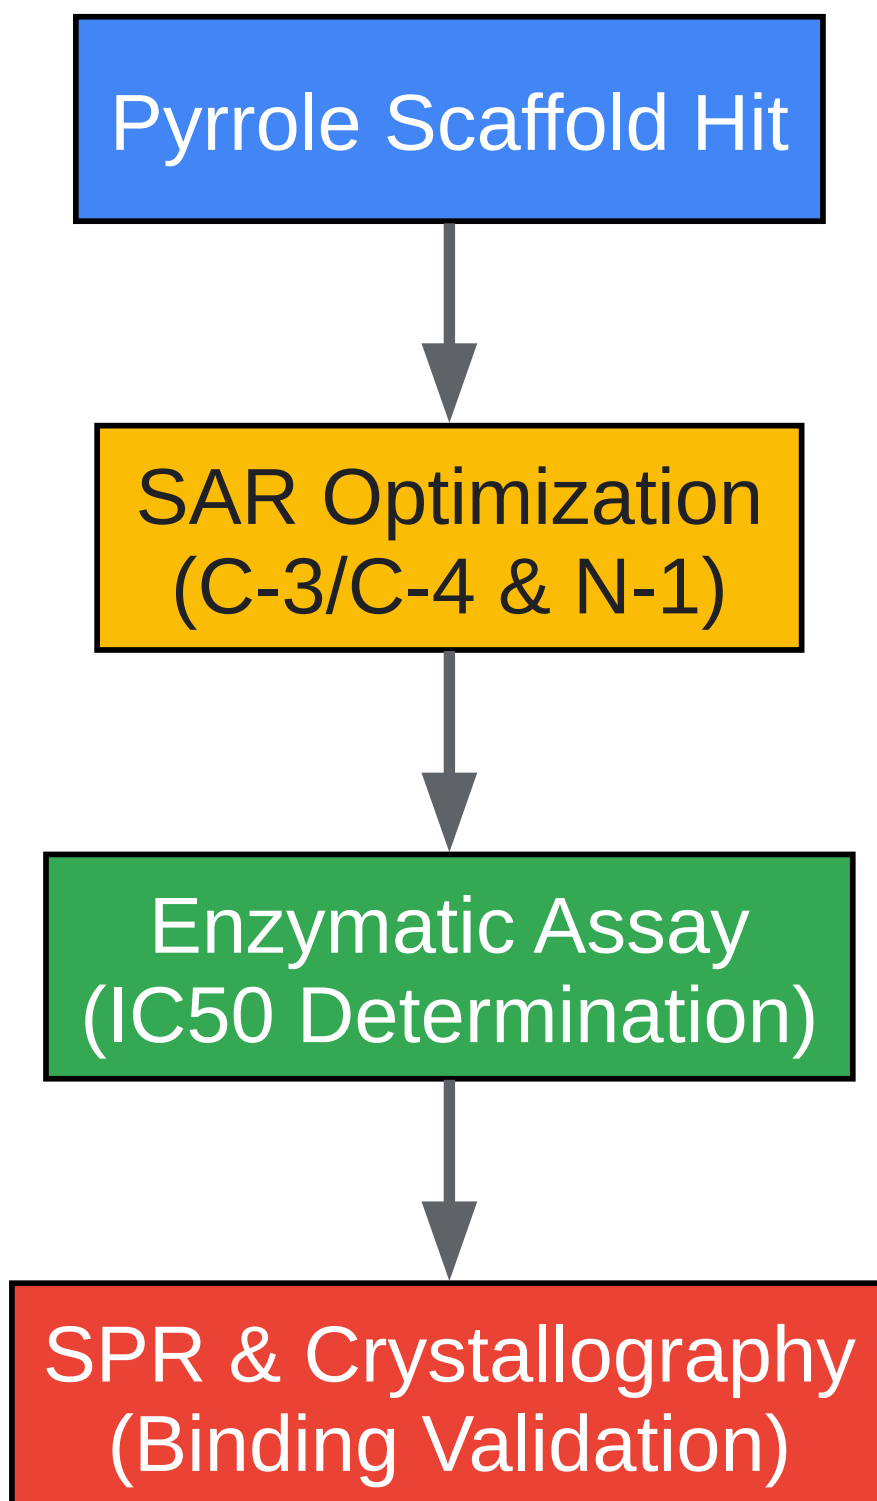 Pyrrole Scaffold Hit
SAR Optimization
(C-3/C-4 & N-1)
Enzymatic Assay
(IC50 Determination)
SPR & Crystallography
(Binding Validation)